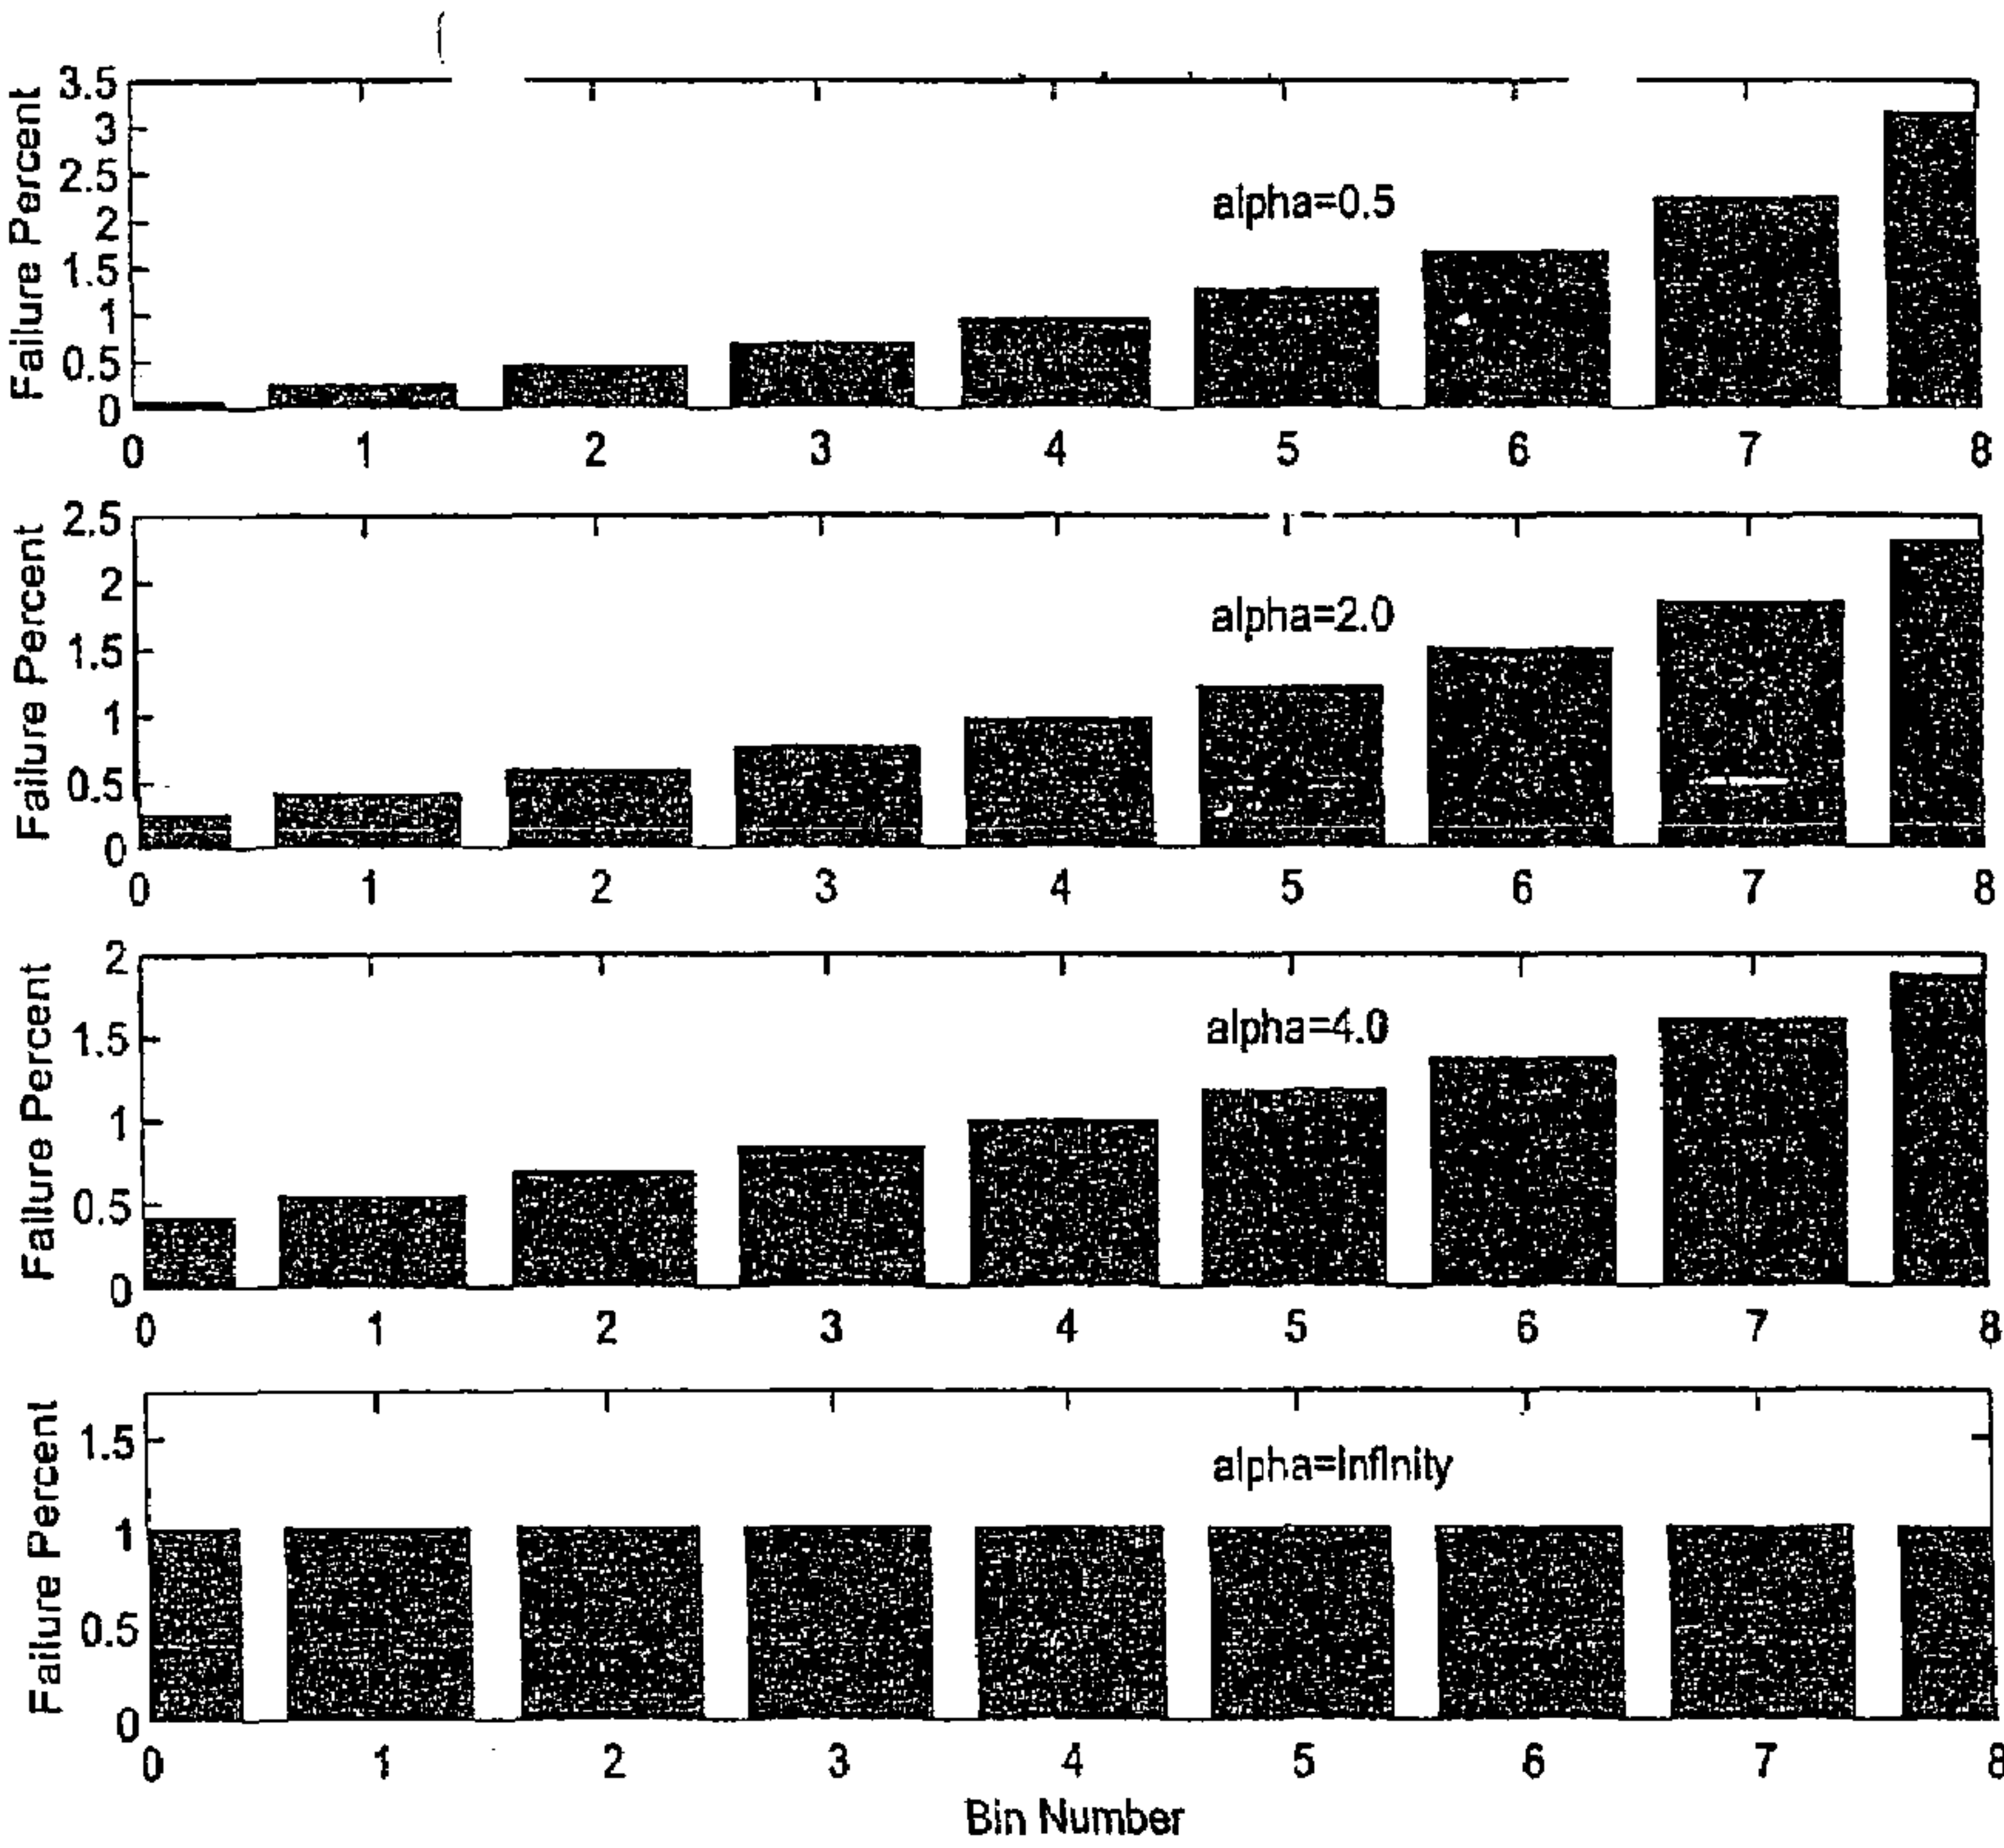 Failure Percent
3.5
3
2.5
2
1.5
1
0.5
0
alpha=0.5
0 1 2 3 4 5 6 7 8
Failure Percent
2.5
2
1.5
1
0.5
0
alpha=2.0
0 1 2 3 4 5 6 7 8
Failure Percent
2
1.5
1
0.5
0
alpha=4.0
0 1 2 3 4 5 6 7 8
Failure Percent
1.5
1
0.5
0
alpha=Infinity
0 1 2 3 4 5 6 7 8
Bin Number